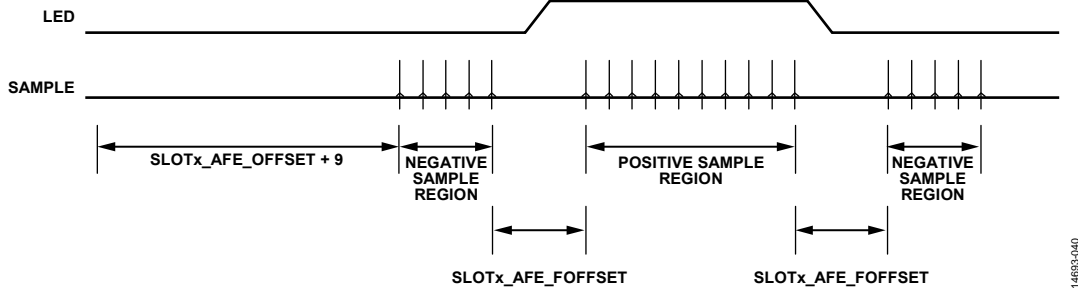 LED
SAMPLE
SLOTx_AFE_OFFSET + 9
NEGATIVE
SAMPLE
REGION
POSITIVE SAMPLE
REGION
NEGATIVE
SAMPLE
REGION
SLOTx_AFE_FOFFSET
SLOTx_AFE_FOFFSET
14693-040